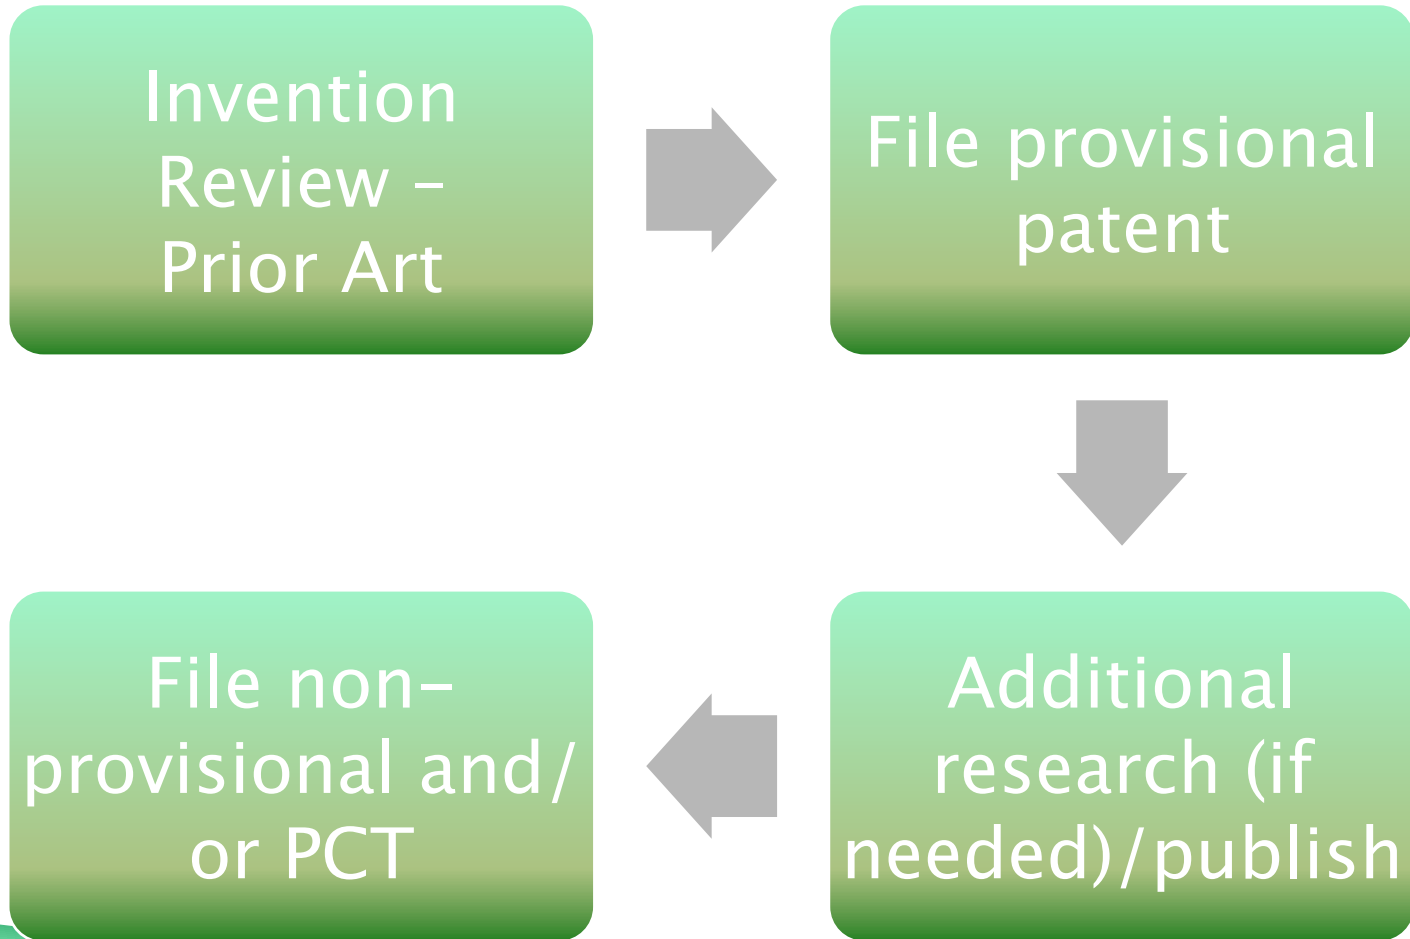 Invention
Review –
Prior Art
File provisional
patent
Additional
research (if
needed)/publish
File non–
provisional and/
or PCT